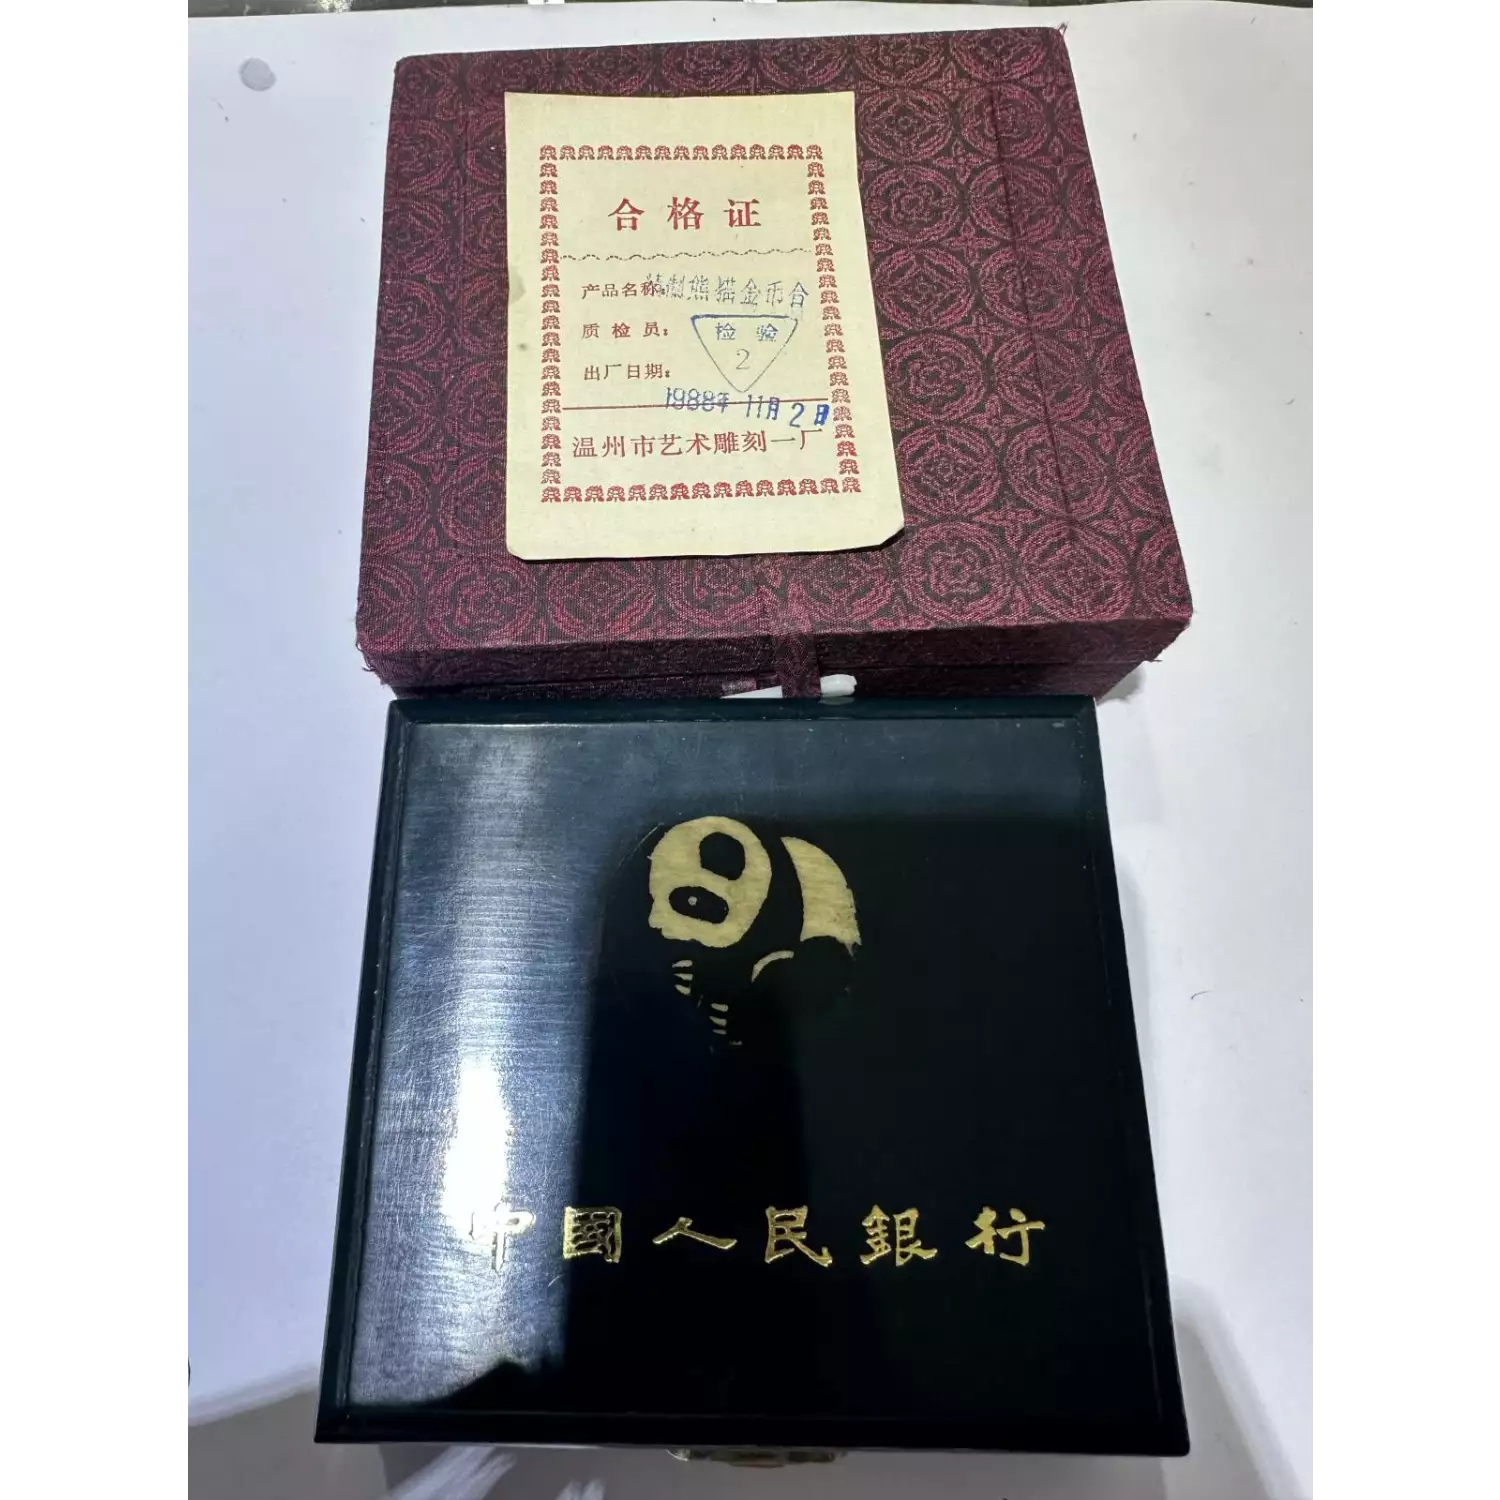 合格证
产品名称：精制熊猫金币合
质检员：
检验
2
出厂日期：
1988年11月2日
温州市艺术雕刻一厂
中國人民銀行